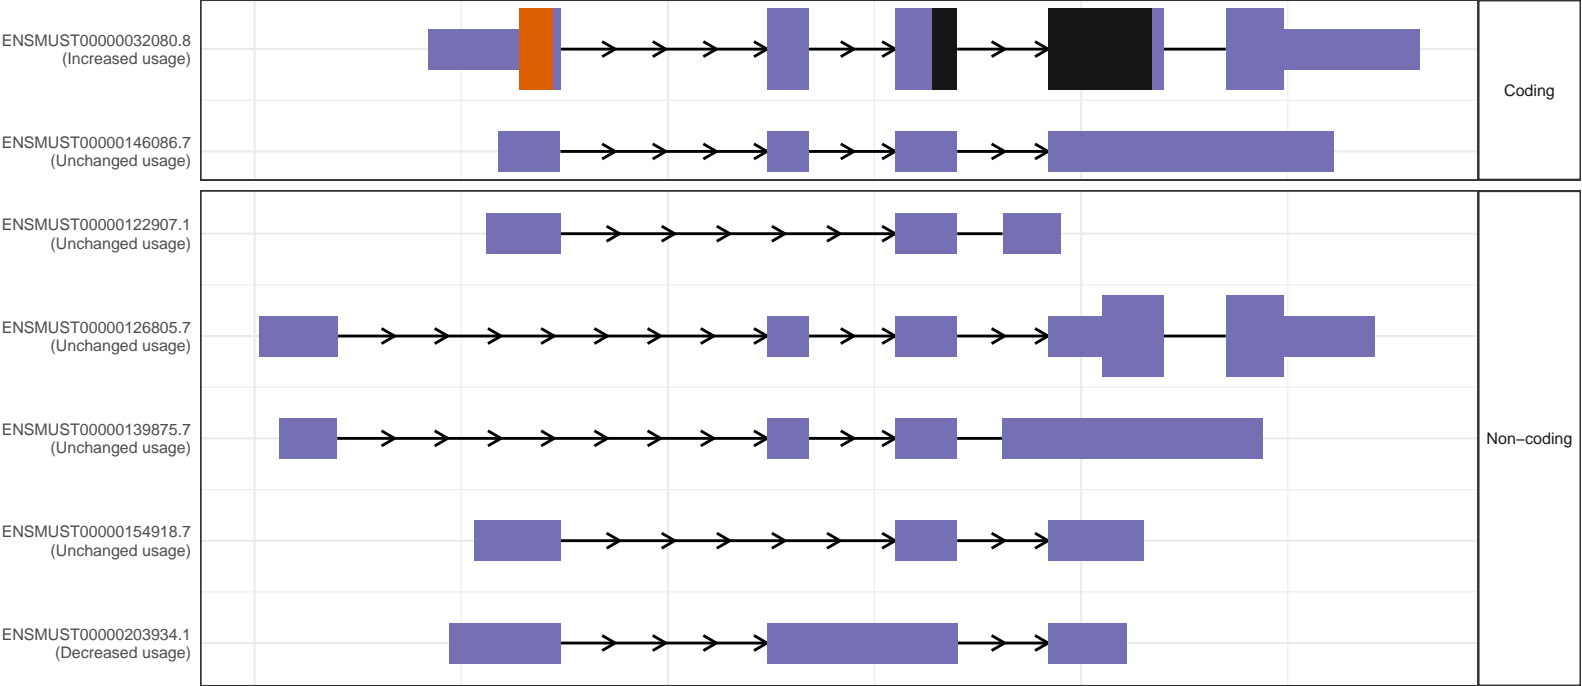 ENSMUST00000032080.8
(Increased usage)
ENSMUST00000146086.7
(Unchanged usage)
Coding
ENSMUST00000122907.1
(Unchanged usage)
ENSMUST00000126805.7
(Unchanged usage)
ENSMUST00000139875.7
(Unchanged usage)
ENSMUST00000154918.7
(Unchanged usage)
ENSMUST00000203934.1
(Decreased usage)
Non−coding